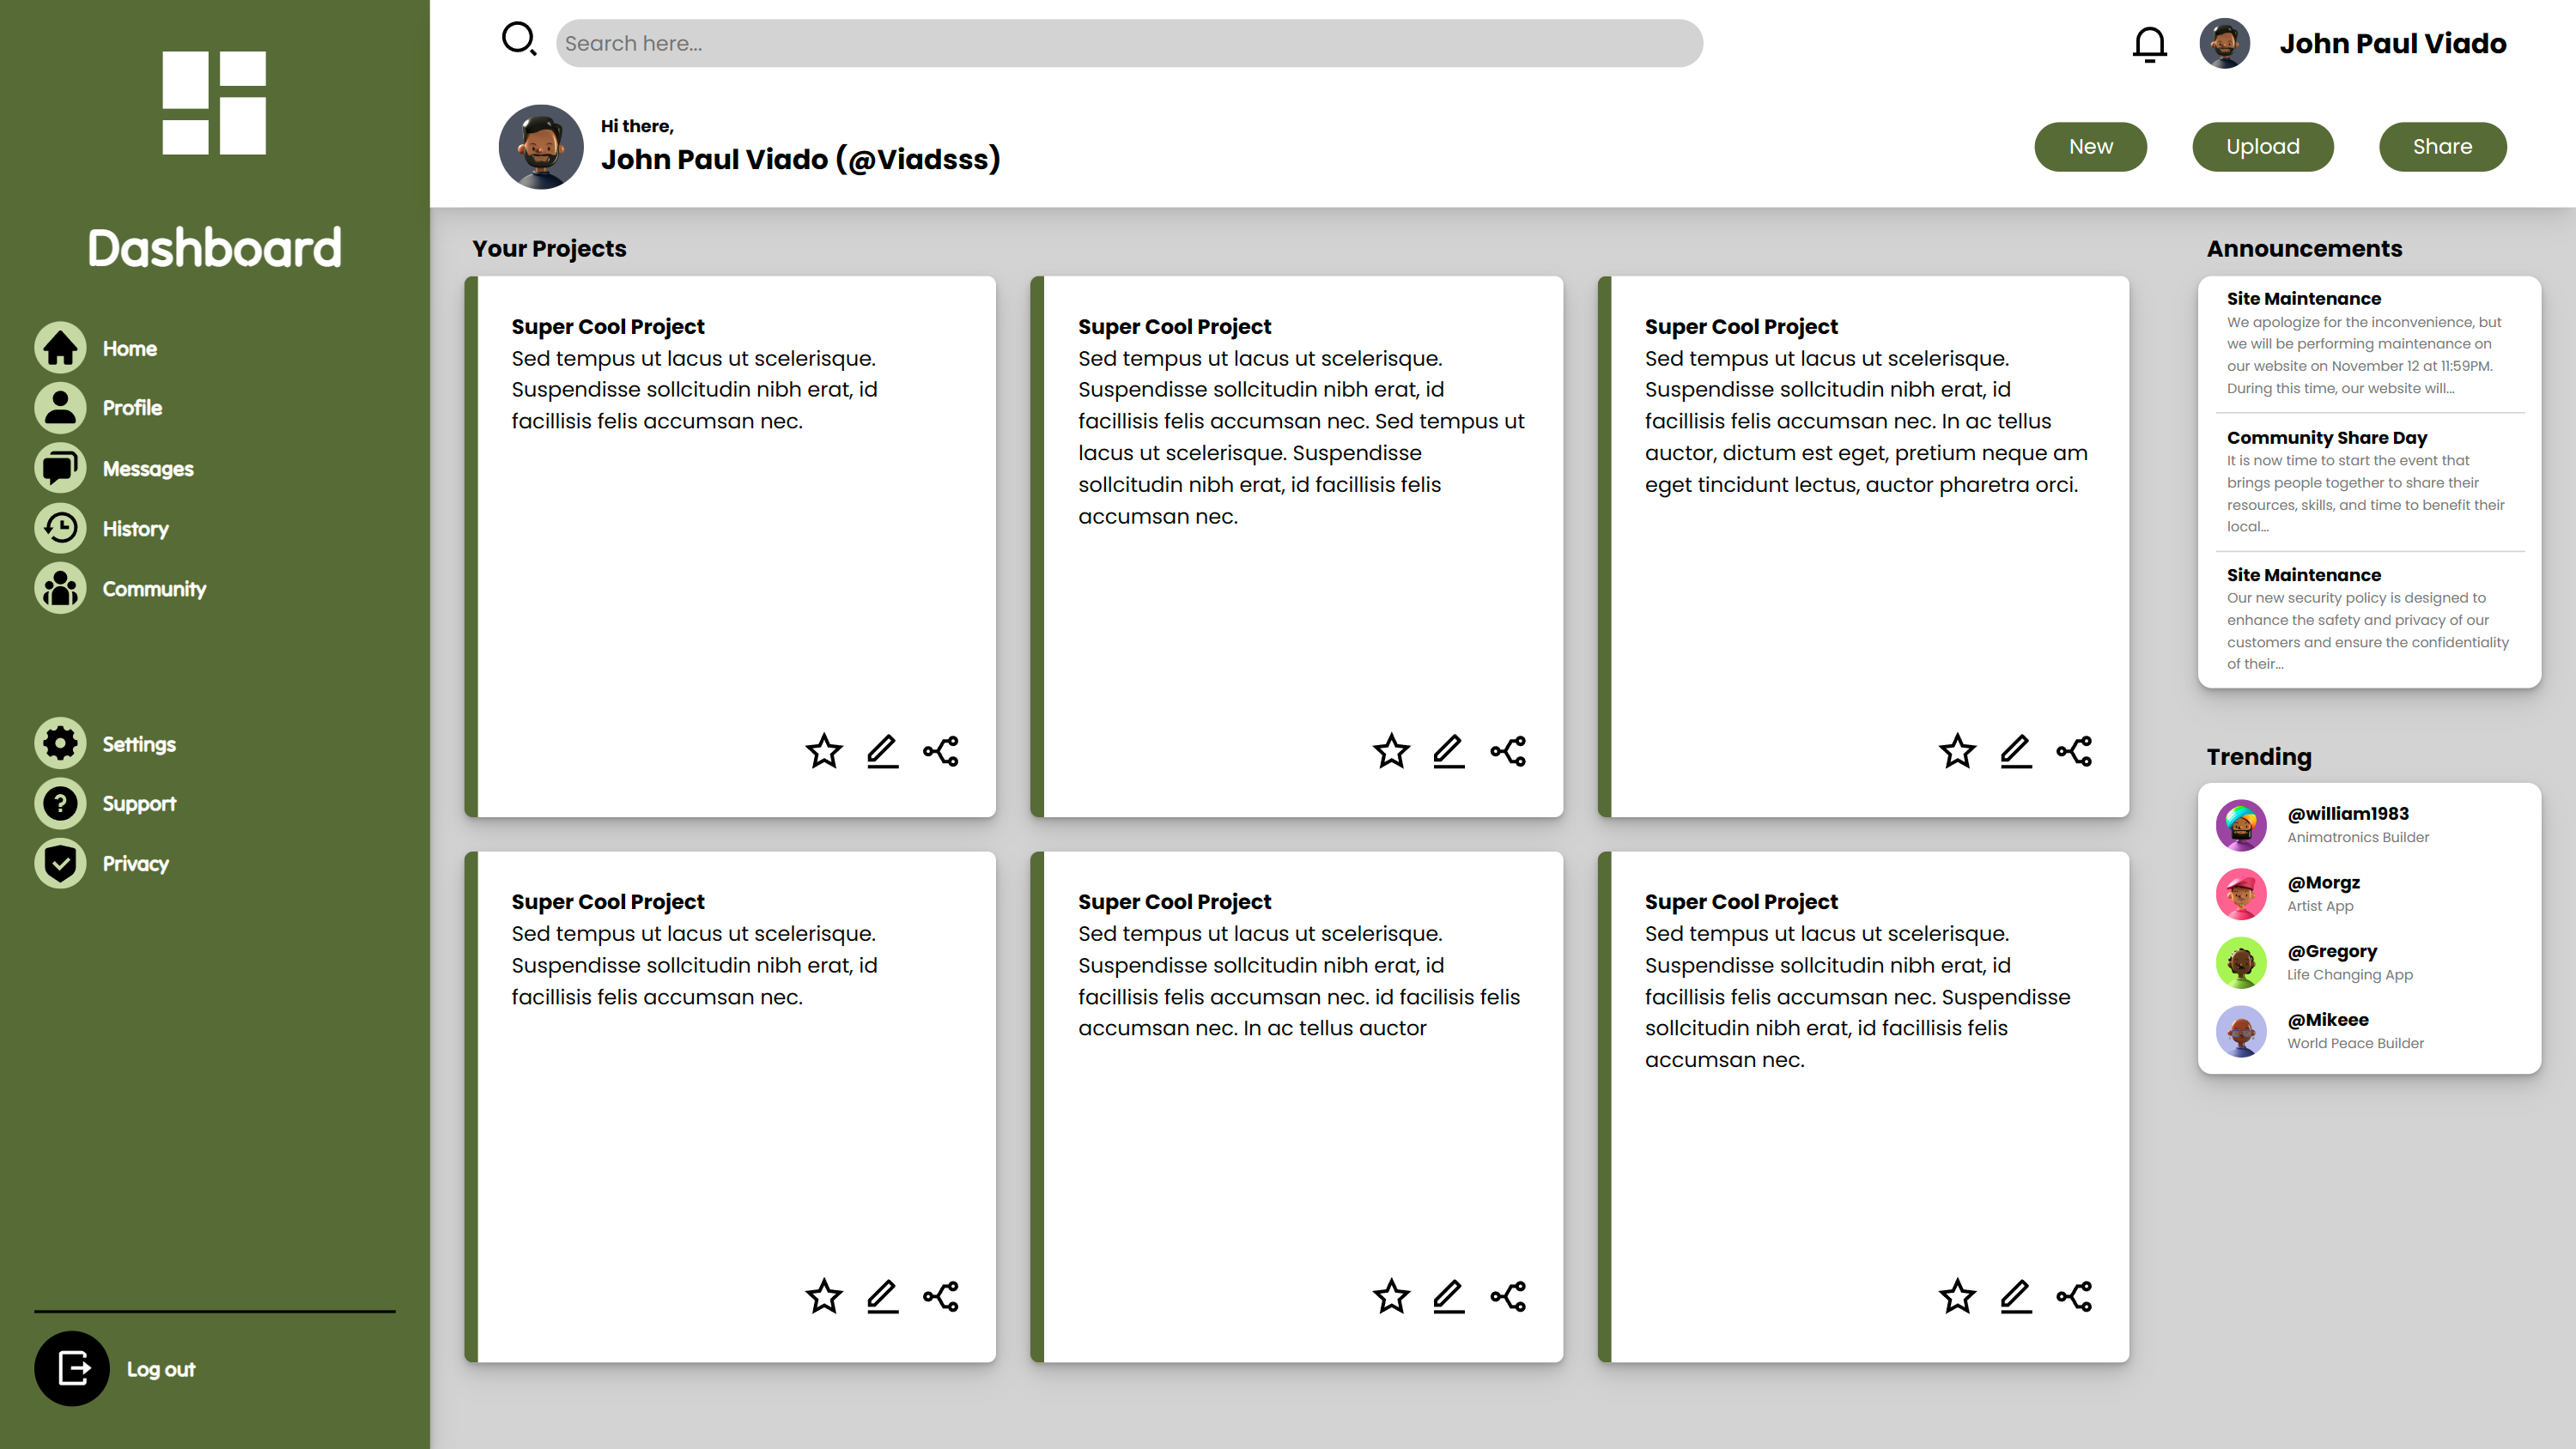 Dashboard
Home
Profile
Messages
History
Community
Settings
Support
Privacy
Log out
Search here...
John Paul Viado
Hi there,
John Paul Viado (@Viadsss)
New
Upload
Share
Your Projects
Super Cool Project
Sed tempus ut lacus ut scelerisque.
Suspendisse sollcitudin nibh erat, id
facillisis felis accumsan nec.
Super Cool Project
Sed tempus ut lacus ut scelerisque.
Suspendisse sollcitudin nibh erat, id
facillisis felis accumsan nec. Sed tempus ut
lacus ut scelerisque. Suspendisse
sollcitudin nibh erat, id facillisis felis
accumsan nec.
Super Cool Project
Sed tempus ut lacus ut scelerisque.
Suspendisse sollcitudin nibh erat, id
facillisis felis accumsan nec. In ac tellus
auctor, dictum est eget, pretium neque am
eget tincidunt lectus, auctor pharetra orci.
Super Cool Project
Sed tempus ut lacus ut scelerisque.
Suspendisse sollcitudin nibh erat, id
facillisis felis accumsan nec.
Super Cool Project
Sed tempus ut lacus ut scelerisque.
Suspendisse sollcitudin nibh erat, id
facillisis felis accumsan nec. id facilisis felis
accumsan nec. In ac tellus auctor
Super Cool Project
Sed tempus ut lacus ut scelerisque.
Suspendisse sollcitudin nibh erat, id
facillisis felis accumsan nec. Suspendisse
sollcitudin nibh erat, id facillisis felis
accumsan nec.
Announcements
Site Maintenance
We apologize for the inconvenience, but
we will be performing maintenance on
our website on November 12 at 11:59PM.
During this time, our website will...
Community Share Day
It is now time to start the event that
brings people together to share their
resources, skills, and time to benefit their
local...
Site Maintenance
Our new security policy is designed to
enhance the safety and privacy of our
customers and ensure the confidentiality
of their...
Trending
@william1983
Animatronics Builder
@Morgz
Artist App
@Gregory
Life Changing App
@Mikeee
World Peace Builder